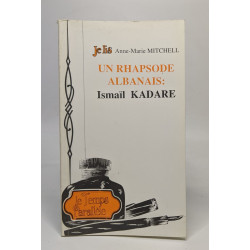 je lis Anne-Marie MITCHELL
UN RHAPSODE
ALBANAIS:
Ismaïl KADARE
Le Temps
Parallèle